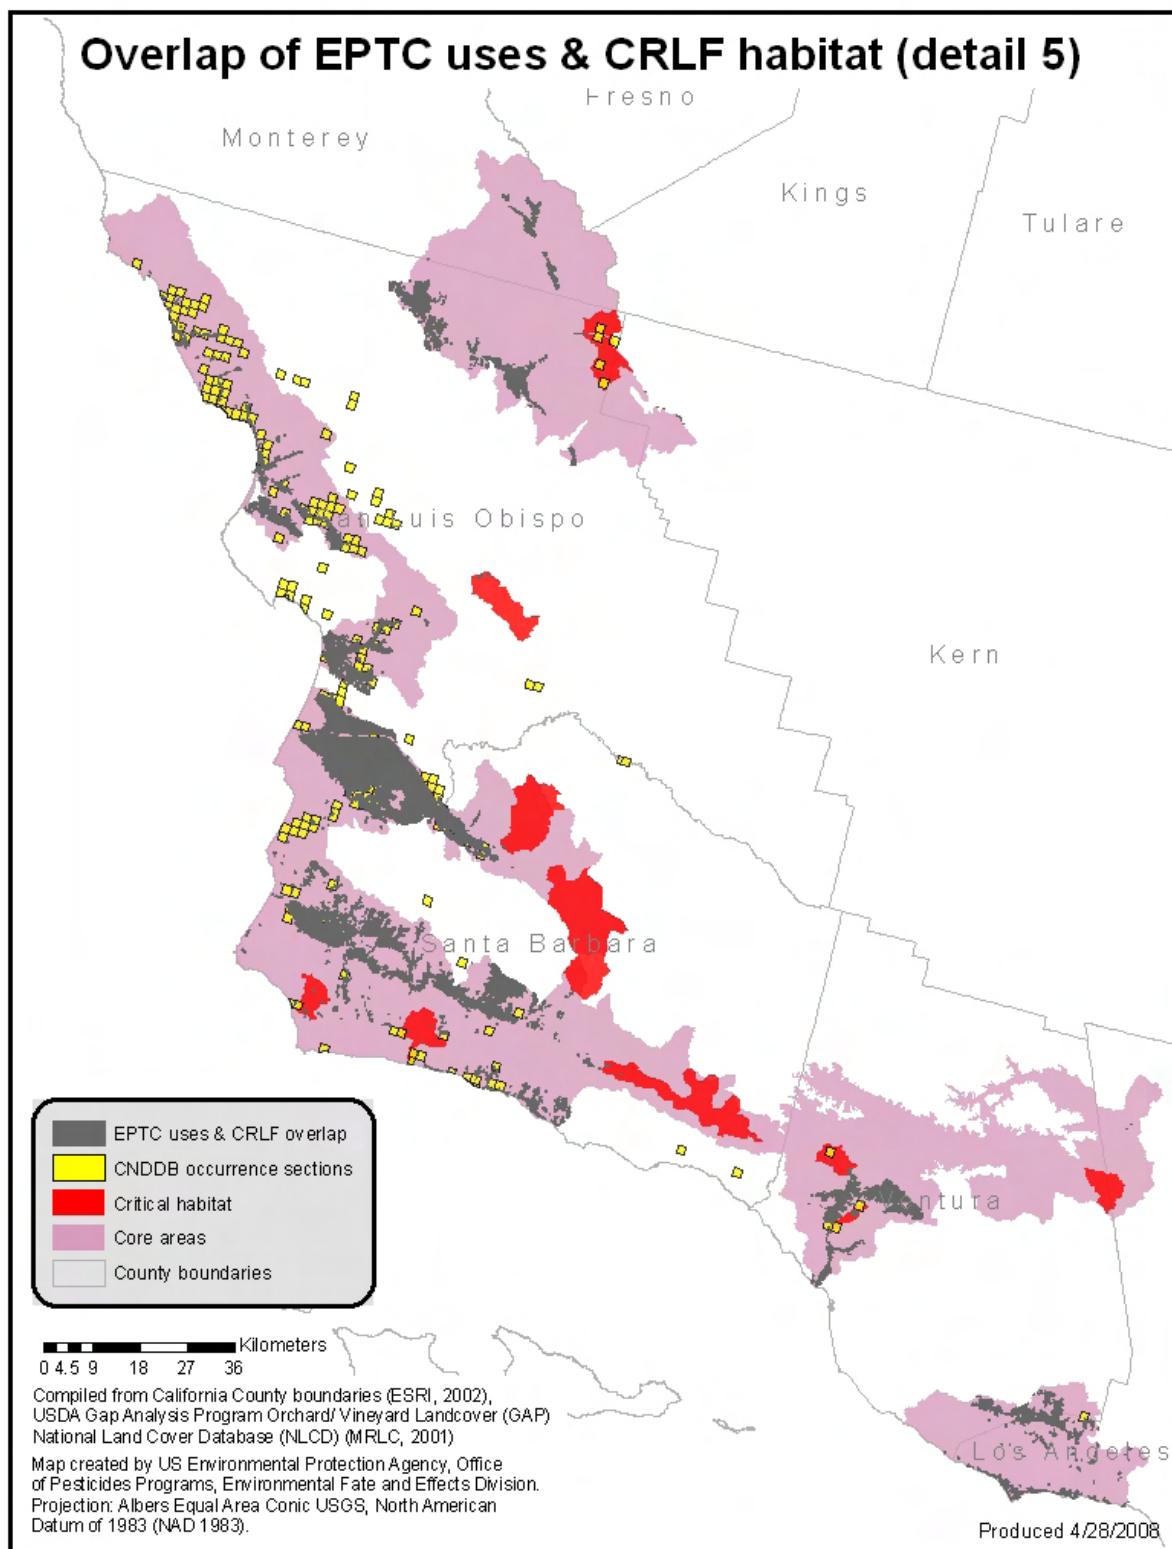 Overlap of EPTC uses & CRLF habitat (detail 5)
Fresno
Monterey
Kings
Tulare
San Luis Obispo
Kern
Santa Barbara
Ventura
Los Angeles
EPTC uses & CRLF overlap
CNDDB occurrence sections
Critical habitat
Core areas
County boundaries
Kilometers
0 4.5 9 18 27 36
Compiled from California County boundaries (ESRI, 2002),
USDA Gap Analysis Program Orchard/ Vineyard Landcover (GAP)
National Land Cover Database (NLCD) (MRLC, 2001)
Map created by US Environmental Protection Agency, Office
of Pesticides Programs, Environmental Fate and Effects Division.
Projection: Albers Equal Area Conic USGS, North American
Datum of 1983 (NAD 1983).
Produced 4/28/2008